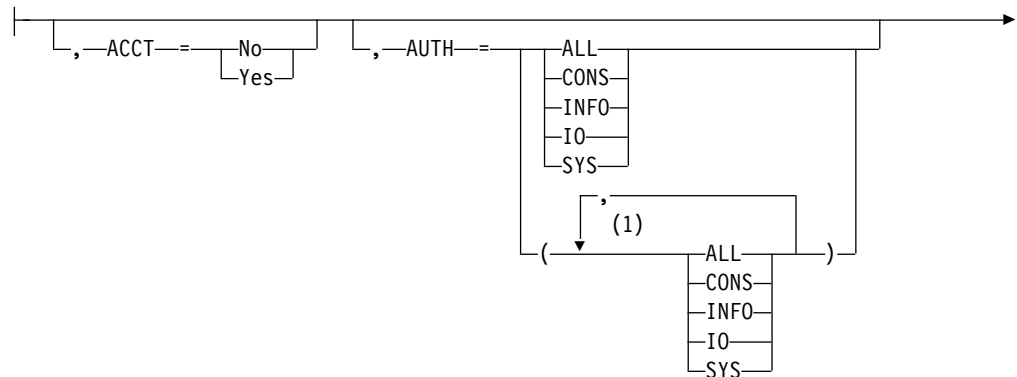 , ACCT = No
Yes
, AUTH = ALL
CONS
INFO
IO
SYS
,
(1)
( ALL )
CONS
INFO
IO
SYS